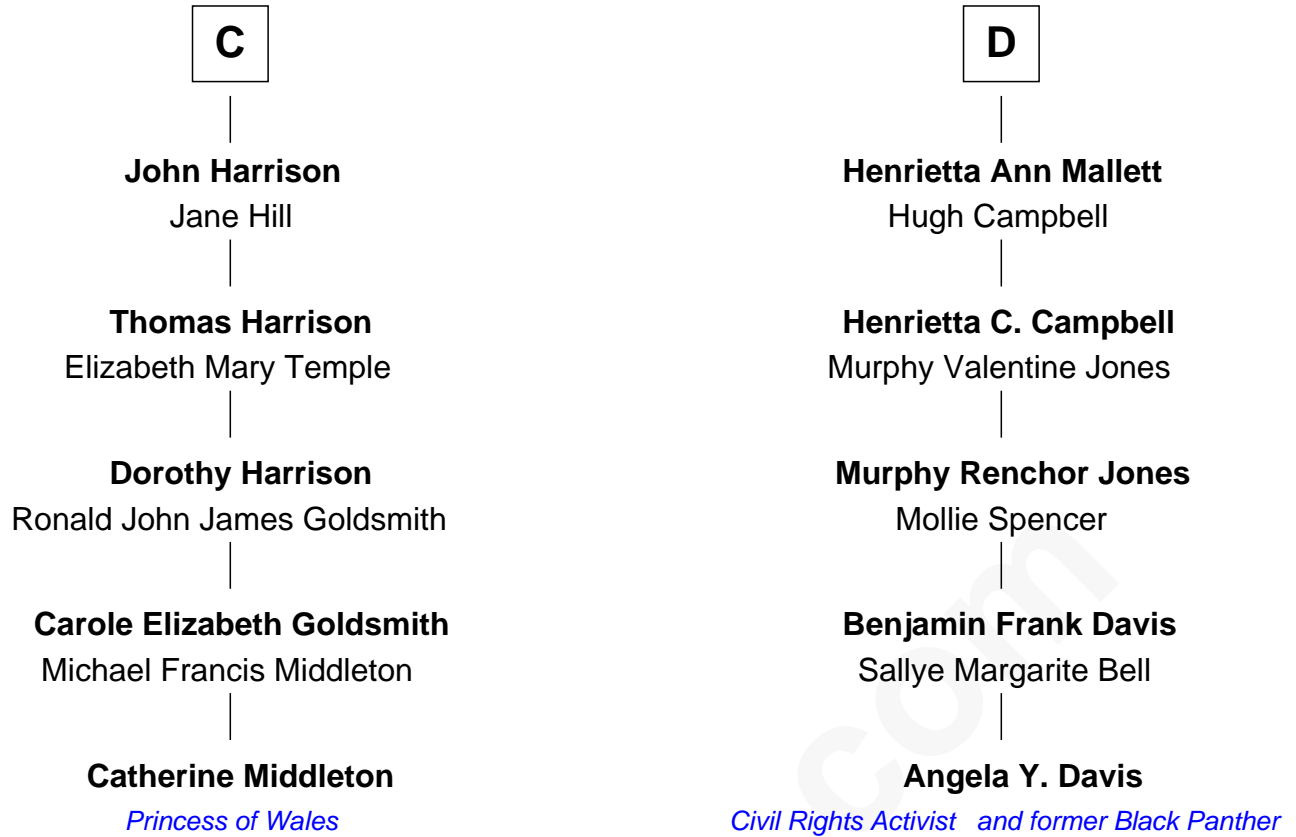 C
John Harrison
Jane Hill
Thomas Harrison
Elizabeth Mary Temple
Dorothy Harrison
Ronald John James Goldsmith
Carole Elizabeth Goldsmith
Michael Francis Middleton
Catherine Middleton
Princess of Wales
D
Henrietta Ann Mallett
Hugh Campbell
Henrietta C. Campbell
Murphy Valentine Jones
Murphy Renchor Jones
Mollie Spencer
Benjamin Frank Davis
Sallye Margarite Bell
Angela Y. Davis
Civil Rights Activist and former Black Panther
com